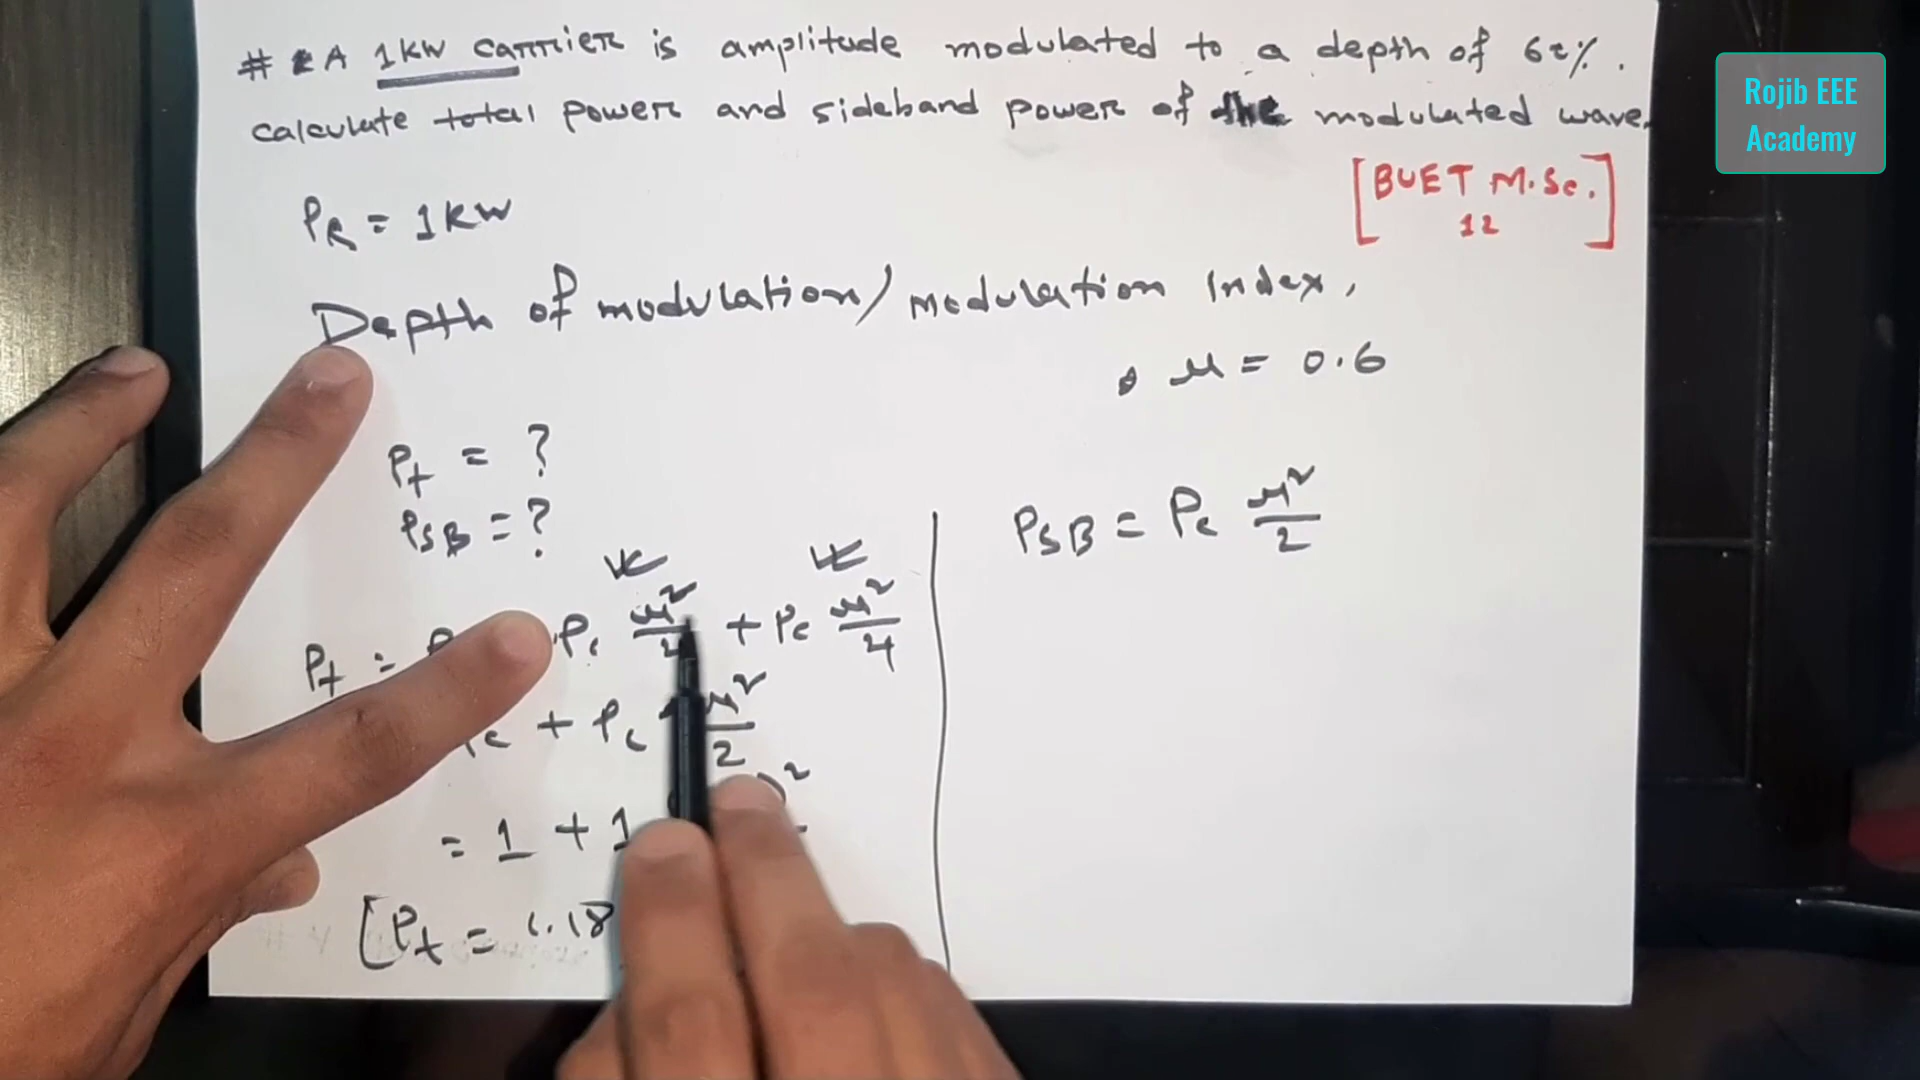 # A 1kW carrier is amplitude modulated to a depth of 60%.
calculate total power and sideband power of the modulated wave.
Rojib EEE
Academy
[BUET M.Sc.
12]
PR = 1kW
Depth of modulation/modulation Index,
μ = 0.6
Pt = ?
PSB = ?
PSB = Pc μ²/2
Pt = Pc μ²/4 + Pc μ²/4
Pc + Pc μ²/2
= 1 + 1
[Pt = 1.18